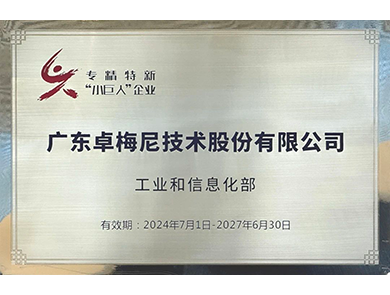 专精特新
“小巨人”企业
广东卓梅尼技术股份有限公司
工业和信息化部
有效期：2024年7月1日-2027年6月30日